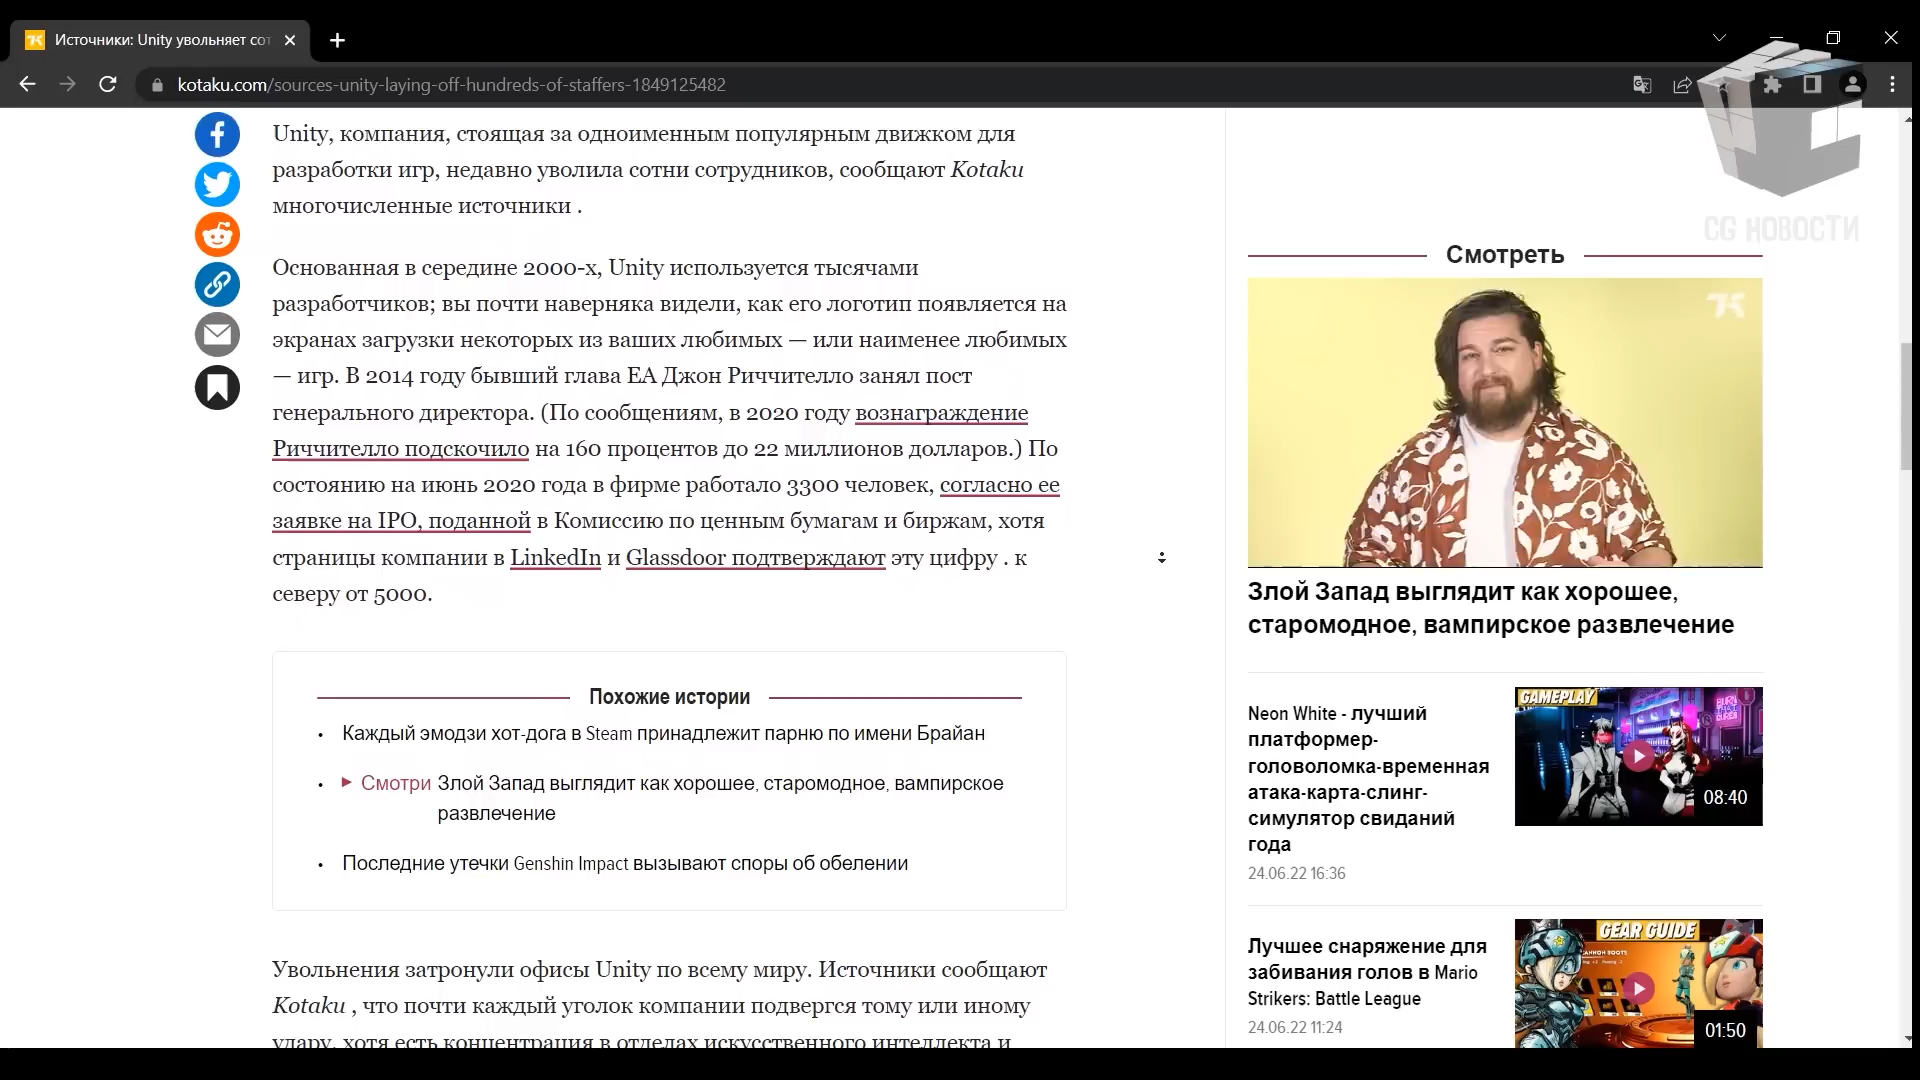 Источники: Unity увольняет сот
kotaku.com/sources-unity-laying-off-hundreds-of-staffers-1849125482
CG НОВОСТИ
Unity, компания, стоящая за одноименным популярным движком для
разработки игр, недавно уволила сотни сотрудников, сообщают Kotaku
многочисленные источники .
Основанная в середине 2000-х, Unity используется тысячами
разработчиков; вы почти наверняка видели, как его логотип появляется на
экранах загрузки некоторых из ваших любимых — или наименее любимых
— игр. В 2014 году бывший глава EA Джон Риччителло занял пост
генерального директора. (По сообщениям, в 2020 году вознаграждение
Риччителло подскочило на 160 процентов до 22 миллионов долларов.) По
состоянию на июнь 2020 года в фирме работало 3300 человек, согласно ее
заявке на IPO, поданной в Комиссию по ценным бумагам и биржам, хотя
страницы компании в LinkedIn и Glassdoor подтверждают эту цифру . к
северу от 5000.
Похожие истории
• Каждый эмодзи хот-дога в Steam принадлежит парню по имени Брайан
• Смотри Злой Запад выглядит как хорошее, старомодное, вампирское
развлечение
• Последние утечки Genshin Impact вызывают споры об обелении
Увольнения затронули офисы Unity по всему миру. Источники сообщают
Kotaku , что почти каждый уголок компании подвергся тому или иному
удару, хотя есть концентрация в отделах искусственного интеллекта и
Смотреть
Злой Запад выглядит как хорошее,
старомодное, вампирское развлечение
Neon White - лучший
платформер-
головоломка-временная
атака-карта-слинг-
симулятор свиданий
года
24.06.22 16:36
GAMEPLAY
08:40
Лучшее снаряжение для
забивания голов в Mario
Strikers: Battle League
24.06.22 11:24
GEAR GUIDE
01:50